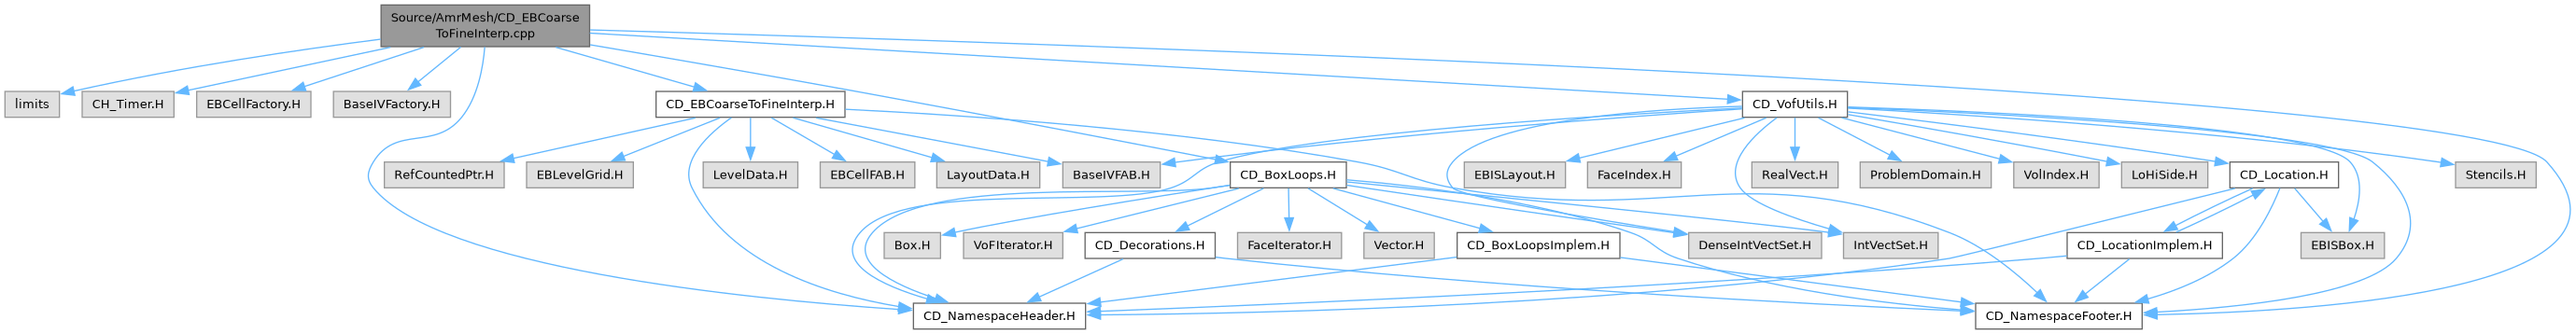 Source/AmrMesh/CD_EBCoarse
ToFineInterp.cpp
limits
CH_Timer.H
EBCellFactory.H
BaseIVFactory.H
CD_EBCoarseToFineInterp.H
CD_VofUtils.H
RefCountedPtr.H
EBLevelGrid.H
LevelData.H
EBCellFAB.H
LayoutData.H
BaseIVFAB.H
CD_BoxLoops.H
EBISLayout.H
FaceIndex.H
RealVect.H
ProblemDomain.H
VolIndex.H
LoHiSide.H
CD_Location.H
Stencils.H
Box.H
VoFIterator.H
CD_Decorations.H
FaceIterator.H
Vector.H
CD_BoxLoopsImplem.H
DenseIntVectSet.H
IntVectSet.H
CD_LocationImplem.H
EBISBox.H
CD_NamespaceHeader.H
CD_NamespaceFooter.H